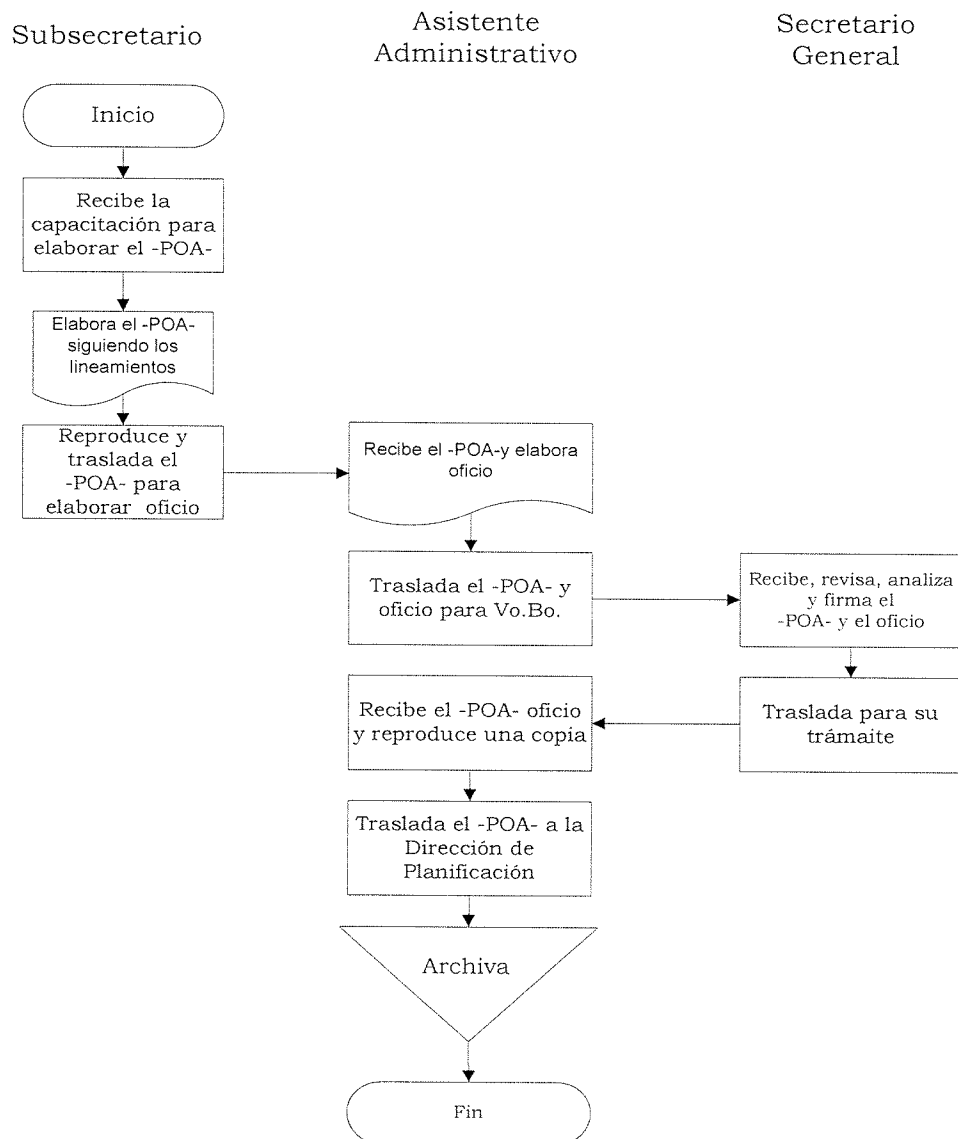 Subsecretario
Asistente
Administrativo
Secretario
General
Inicio
Recibe la
capacitación para
elaborar el -POA-
Elabora el -POA-
siguiendo los
lineamientos
Reproduce y
traslada el
-POA- para
elaborar oficio
Recibe el -POA-y elabora
oficio
Traslada el -POA- y
oficio para Vo.Bo.
Recibe, revisa, analiza
y firma el
-POA- y el oficio
Traslada para su
trámaite
Recibe el -POA- oficio
y reproduce una copia
Traslada el -POA- a la
Dirección de
Planificación
Archiva
Fin